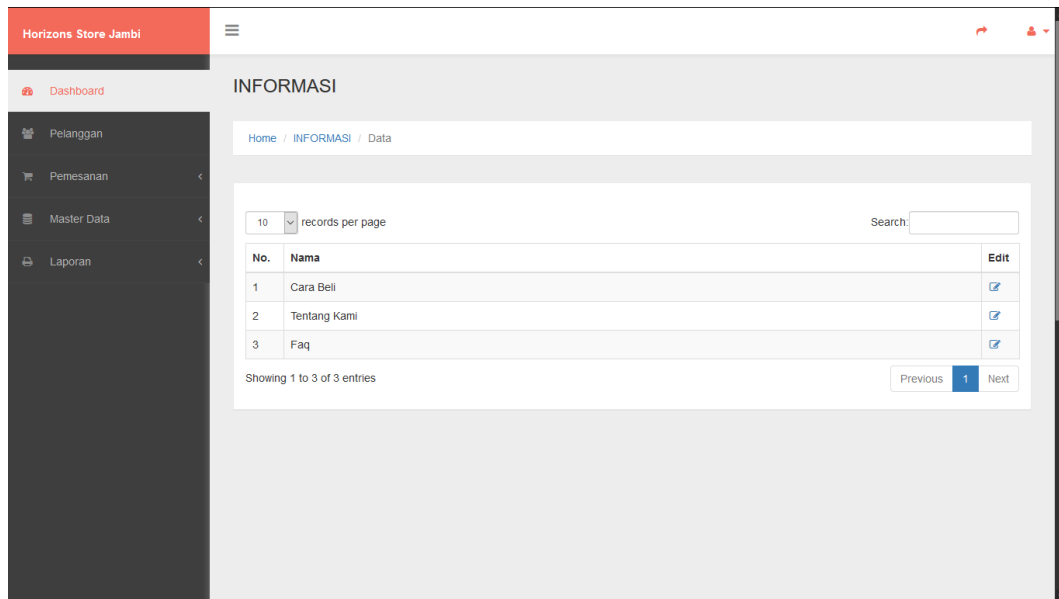 Horizons Store Jambi
Dashboard
Pelanggan
Pemesanan
Master Data
Laporan
INFORMASI
Home / INFORMASI / Data
10 records per page Search:
No. Nama Edit
1 Cara Beli
2 Tentang Kami
3 Faq
Showing 1 to 3 of 3 entries Previous 1 Next